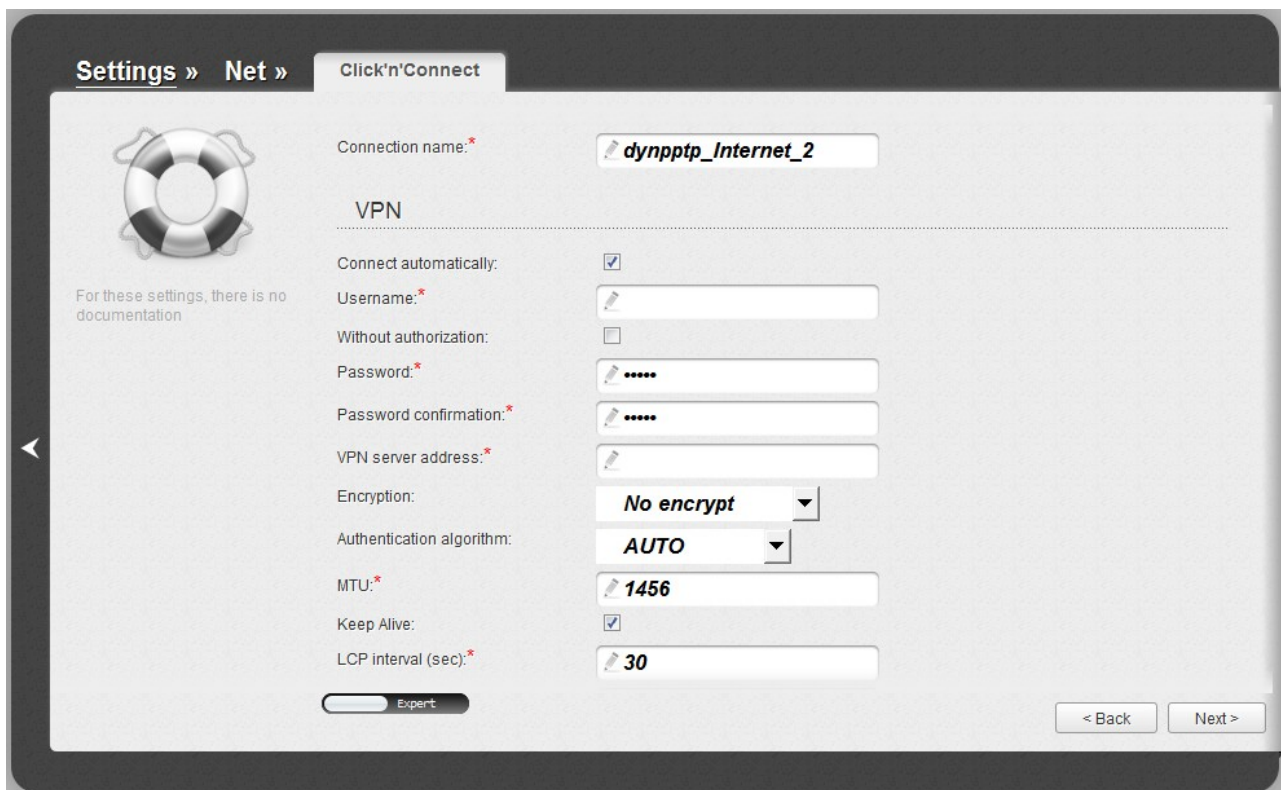 Settings » Net » Click'n'Connect
For these settings, there is no
documentation
Connection name:* dynpptp_Internet_2
VPN
Connect automatically:
Username:*
Without authorization:
Password:* •••••
Password confirmation:* •••••
VPN server address:*
Encryption: No encrypt
Authentication algorithm: AUTO
MTU:* 1456
Keep Alive:
LCP interval (sec):* 30
Expert
< Back Next >